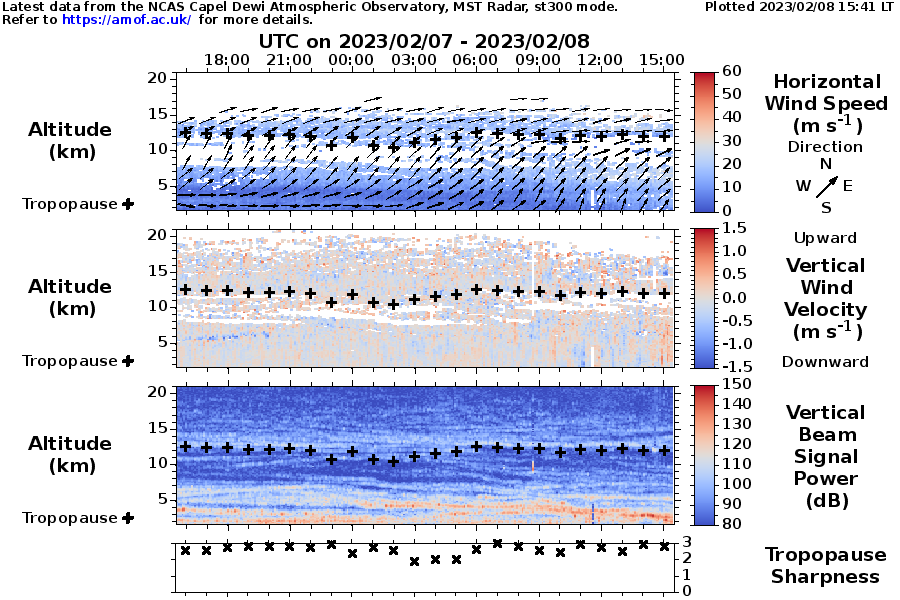 Latest data from the NCAS Capel Dewi Atmospheric Observatory, MST Radar, st300 mode.
Plotted 2023/02/08 15:41 LT
Refer to https://amof.ac.uk/ for more details.
UTC on 2023/02/07 - 2023/02/08
18:00 21:00 00:00 03:00 06:00 09:00 12:00 15:00
Altitude
(km)
Tropopause
20
15
10
5
60
50
40
30
20
10
0
Horizontal
Wind Speed
(m s-1)
Direction
N
W E
S
Altitude
(km)
Tropopause
20
15
10
5
1.5
1.0
0.5
0.0
-0.5
-1.0
-1.5
Upward
Vertical
Wind
Velocity
(m s-1)
Downward
Altitude
(km)
Tropopause
20
15
10
5
150
140
130
120
110
100
90
80
Vertical
Beam
Signal
Power
(dB)
3
2
1
0
Tropopause
Sharpness